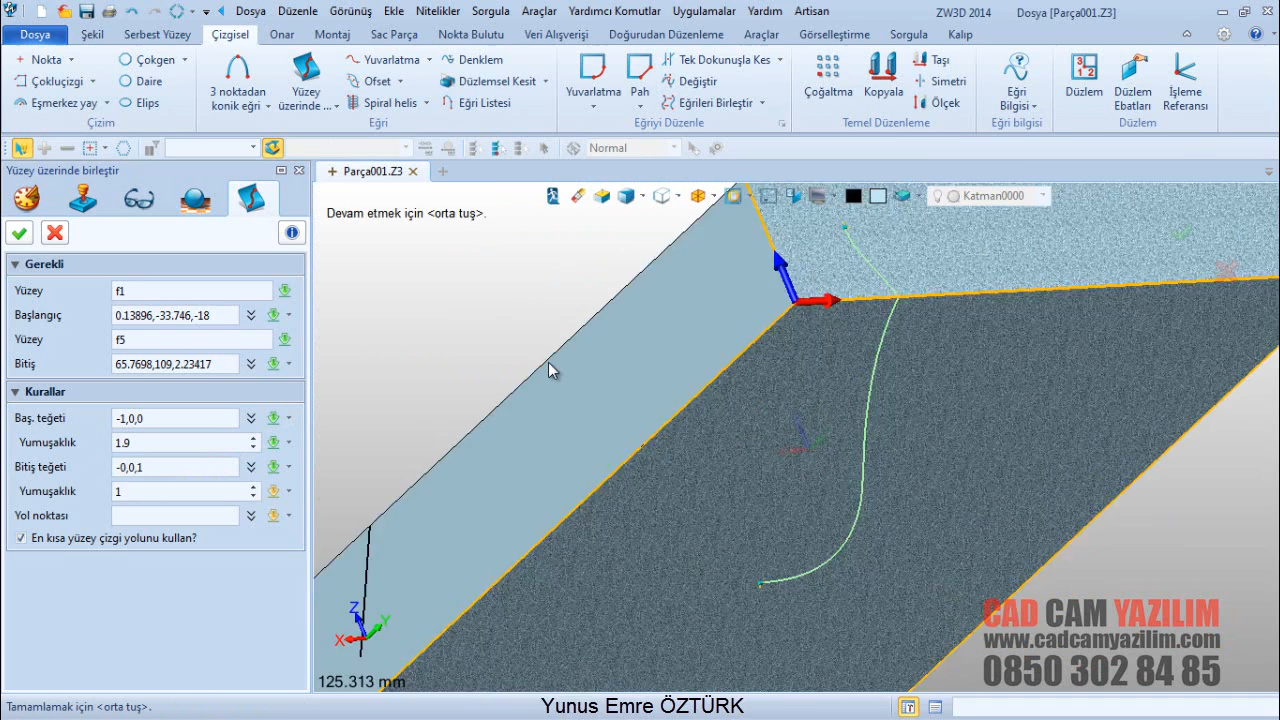 Dosya Düzenle Görünüş Ekle Nitelikler Sorgula Araçlar Yardımcı Komutlar Uygulamalar Yardım Artisan ZW3D 2014 Dosya [Parça001.Z3]
Dosya Şekil Serbest Yüzey Çizgisel Onar Montaj Sac Parça Nokta Bulutu Veri Alışverişi Doğurudan Düzenleme Araçlar Görselleştirme Sorgula Kalıp
Nokta Çokgen Yuvarlatma Denklem Tek Dokunuşla Kes Taşı
Çokluçizgi Daire Offset Düzlemsel Kesit Değiştir Simetri
Eşmerkez yay Elips Spiral helis Eğri Listesi Eğrileri Birleştir Ölçek
3 noktadan konik eğri
Yüzey üzerinde ...
Yuvarlatma Pah Çoğaltma Kopyala
Eğri Bilgisi
Düzlem
Düzlem Ebatları
İşleme Referansı
Çizim Eğri Eğriyi Düzenle Temel Düzenleme Eğri bilgisi Düzlem
Normal
Yüzey üzerinde birleştir
Parça001.Z3
Katman0000
Devam etmek için <orta tuş>.
Gerekli
Yüzey f1
Başlangıç 0.13896,-33.746,-18
Yüzey f5
Bitiş 65.7698,109,2.23417
Kurallar
Baş. teğeti -1,0,0
Yumuşaklık 1.9
Bitiş teğeti -0,0,1
Yumuşaklık 1
Yol noktası
En kısa yüzey çizgi yolunu kullan?
Z
Y
X
125.313 mm
CAD CAM YAZILIM
www.cadcamyazilim.com
0850 302 84 85
Tamamlamak için <orta tuş>.
Yunus Emre ÖZTÜRK